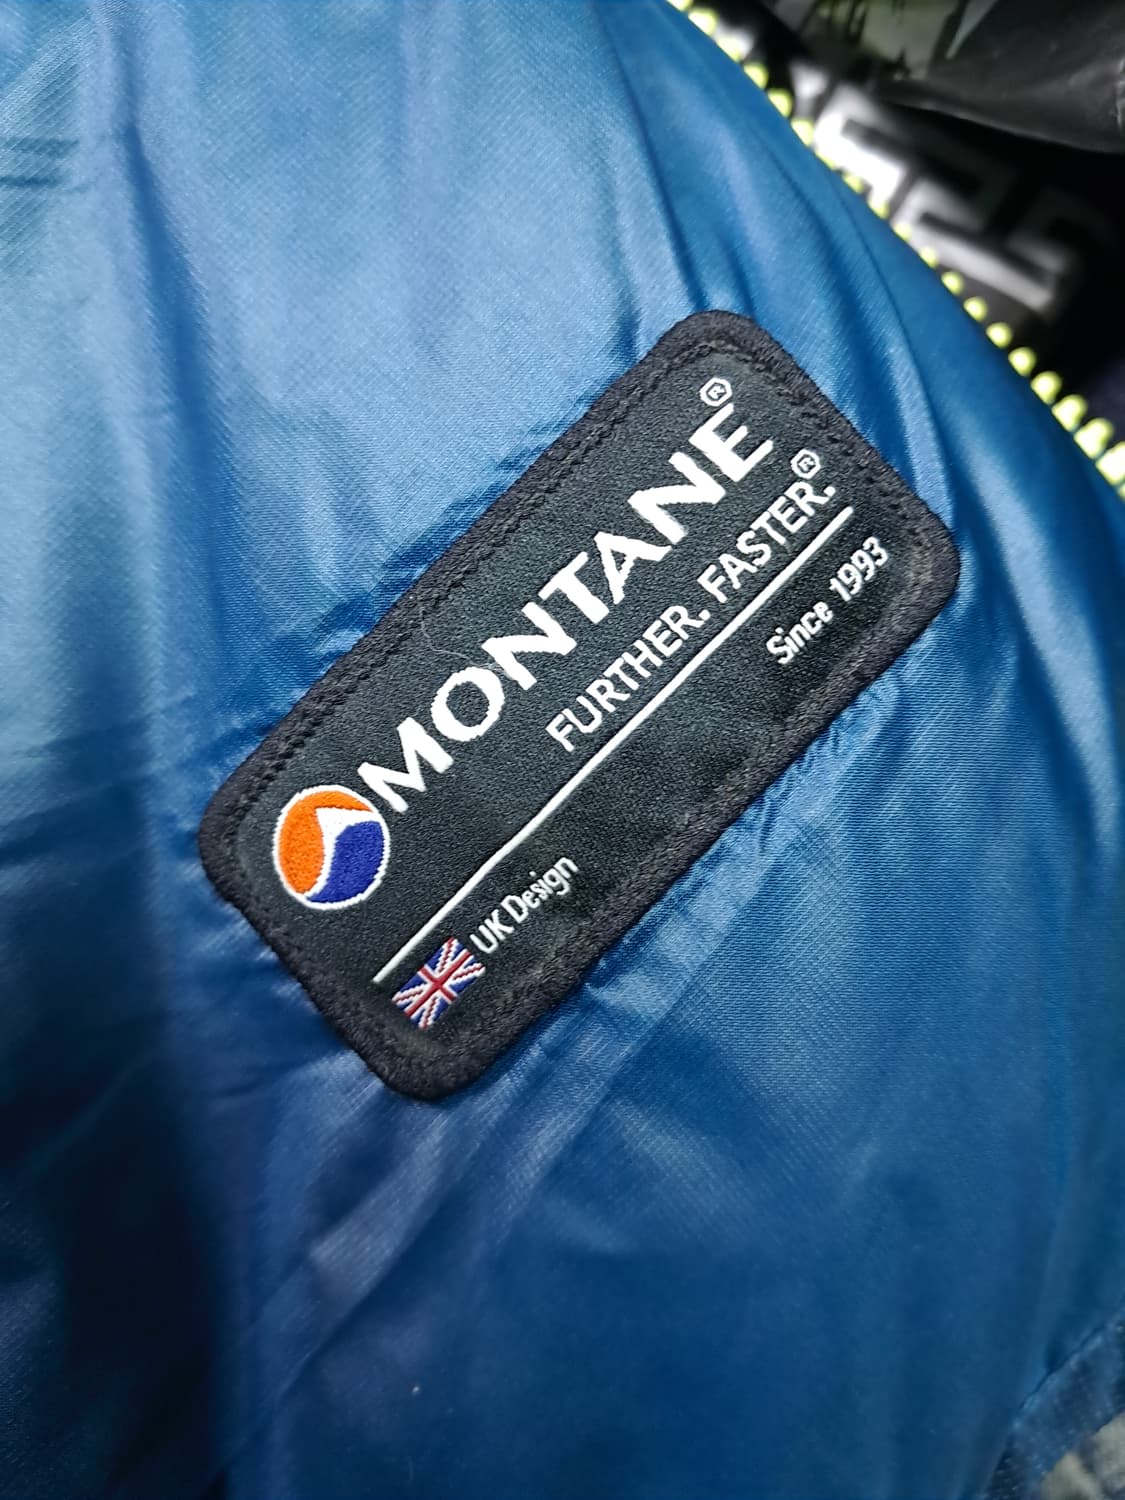 MONTANE®
FURTHER. FASTER.®
UK Design
Since 1993